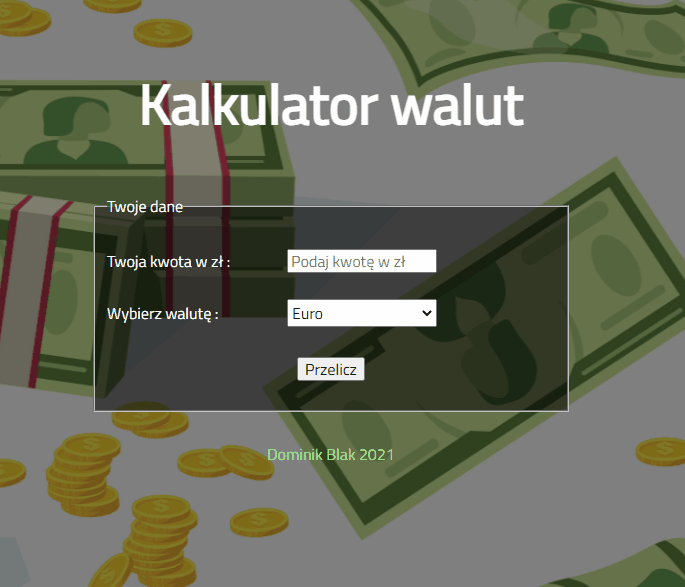 Kalkulator walut
Twoje dane
Twoja kwota w zł :
Podaj kwotę w zł
Wybierz walutę :
Euro
Przelicz
Dominik Blak 2021